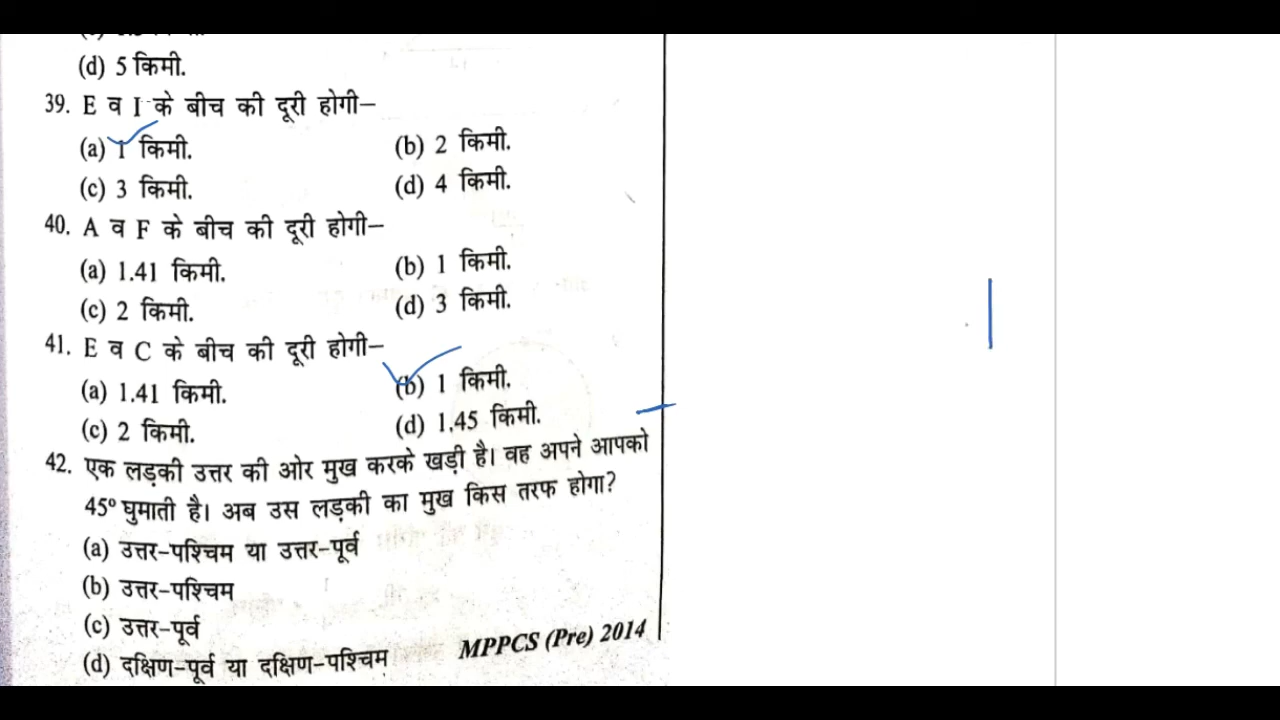 (d) 5 किमी.
39. E व I के बीच की दूरी होगी–
(a) 1 किमी. (b) 2 किमी.
(c) 3 किमी. (d) 4 किमी.
40. A व F के बीच की दूरी होगी–
(a) 1.41 किमी. (b) 1 किमी.
(c) 2 किमी. (d) 3 किमी.
41. E व C के बीच की दूरी होगी–
(a) 1.41 किमी. (b) 1 किमी.
(c) 2 किमी. (d) 1.45 किमी.
42. एक लड़की उत्तर की ओर मुख करके खड़ी है। वह अपने आपको
45° घुमाती है। अब उस लड़की का मुख किस तरफ होगा?
(a) उत्तर-पश्चिम या उत्तर-पूर्व
(b) उत्तर-पश्चिम
(c) उत्तर-पूर्व
(d) दक्षिण-पूर्व या दक्षिण-पश्चिम
MPPCS (Pre) 2014